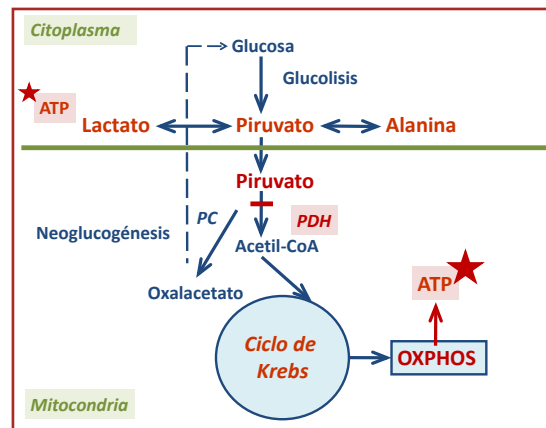 Citoplasma
Glucosa
Glucolisis
ATP
Lactato
Piruvato
Alanina
Piruvato
PC
PDH
Neoglucogénesis
Acetil-CoA
Oxalacetato
ATP
Ciclo de
Krebs
OXPHOS
Mitocondria